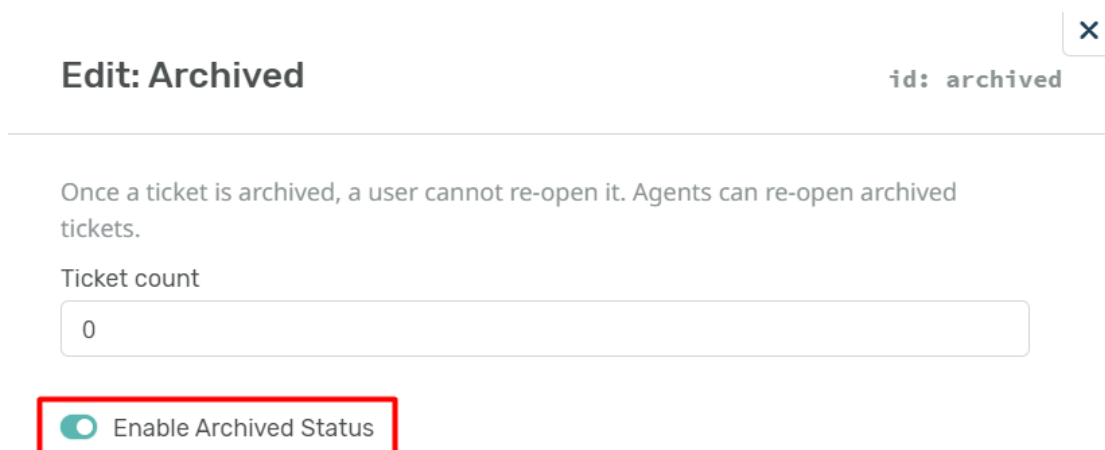 Edit: Archived
id: archived
Once a ticket is archived, a user cannot re-open it. Agents can re-open archived
tickets.
Ticket count
0
Enable Archived Status